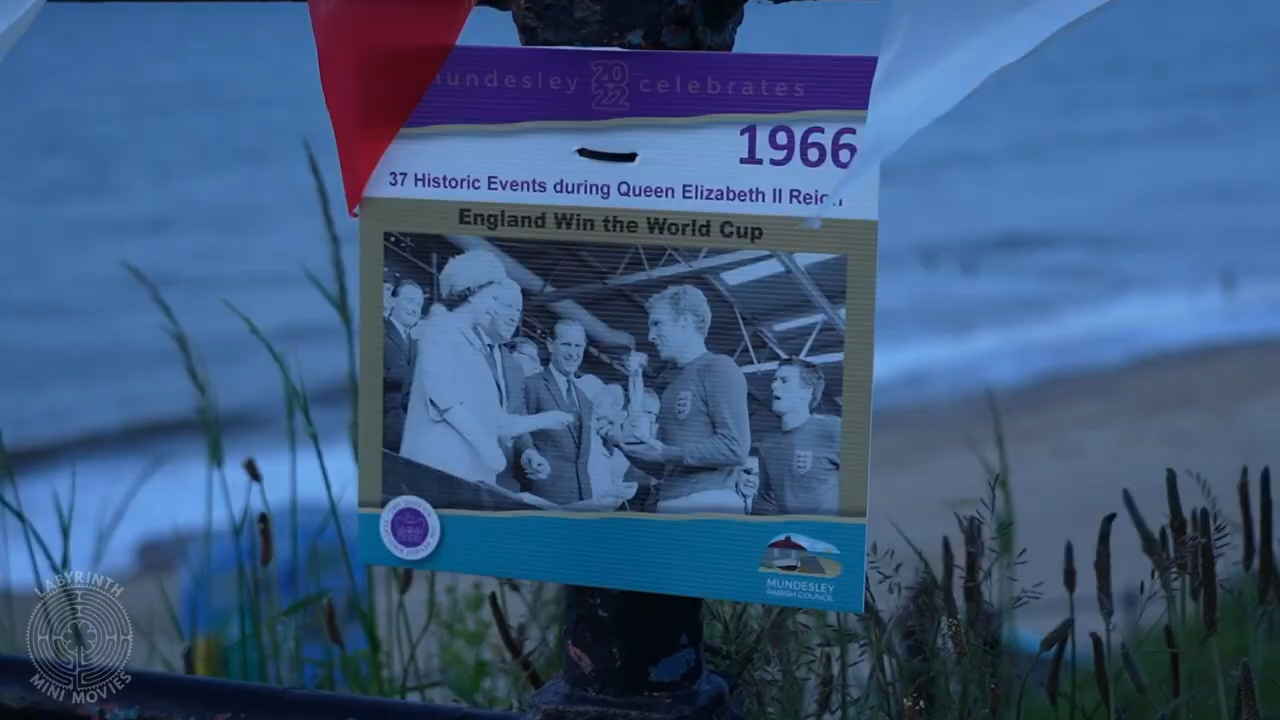 mundesley 2022 celebrates
1966
37 Historic Events during Queen Elizabeth II Reign
England Win the World Cup
MUNDESLEY
PARISH COUNCIL
LABYRINTH
MINI MOVIES